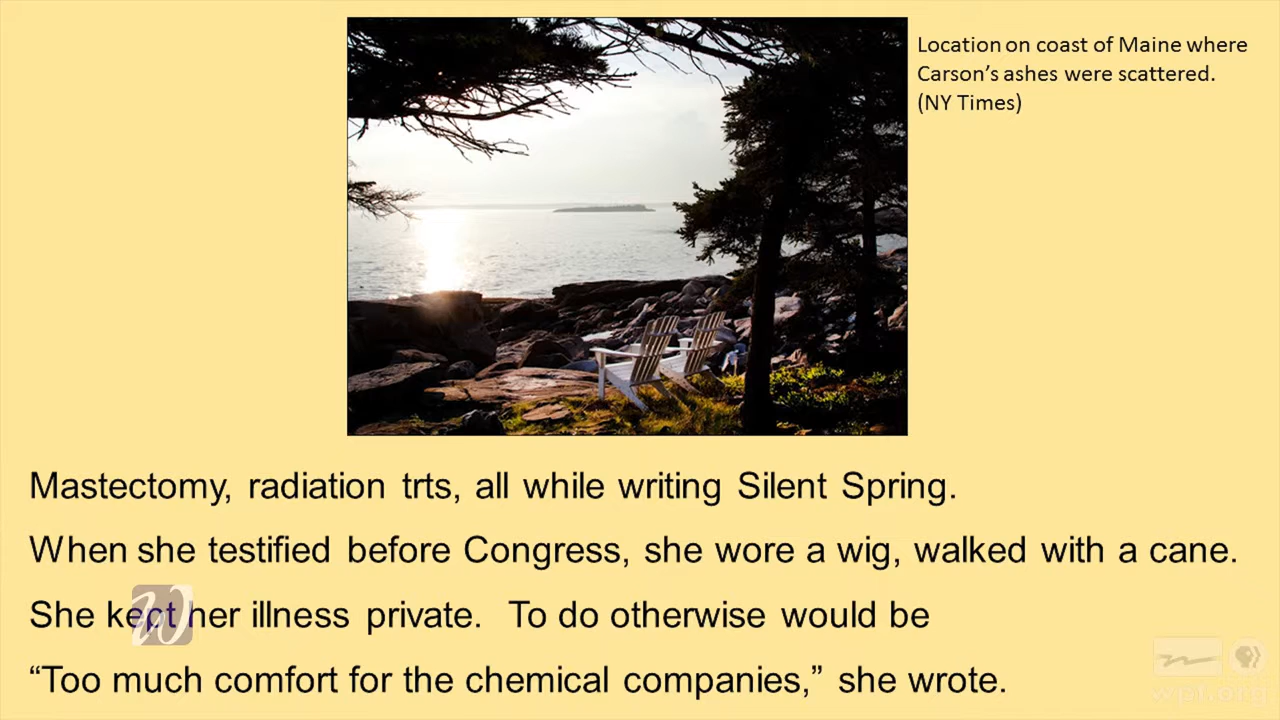 Location on coast of Maine where
Carson's ashes were scattered.
(NY Times)
Mastectomy, radiation trts, all while writing Silent Spring.
When she testified before Congress, she wore a wig, walked with a cane.
She kept her illness private. To do otherwise would be
“Too much comfort for the chemical companies,” she wrote.
W
wpt.org